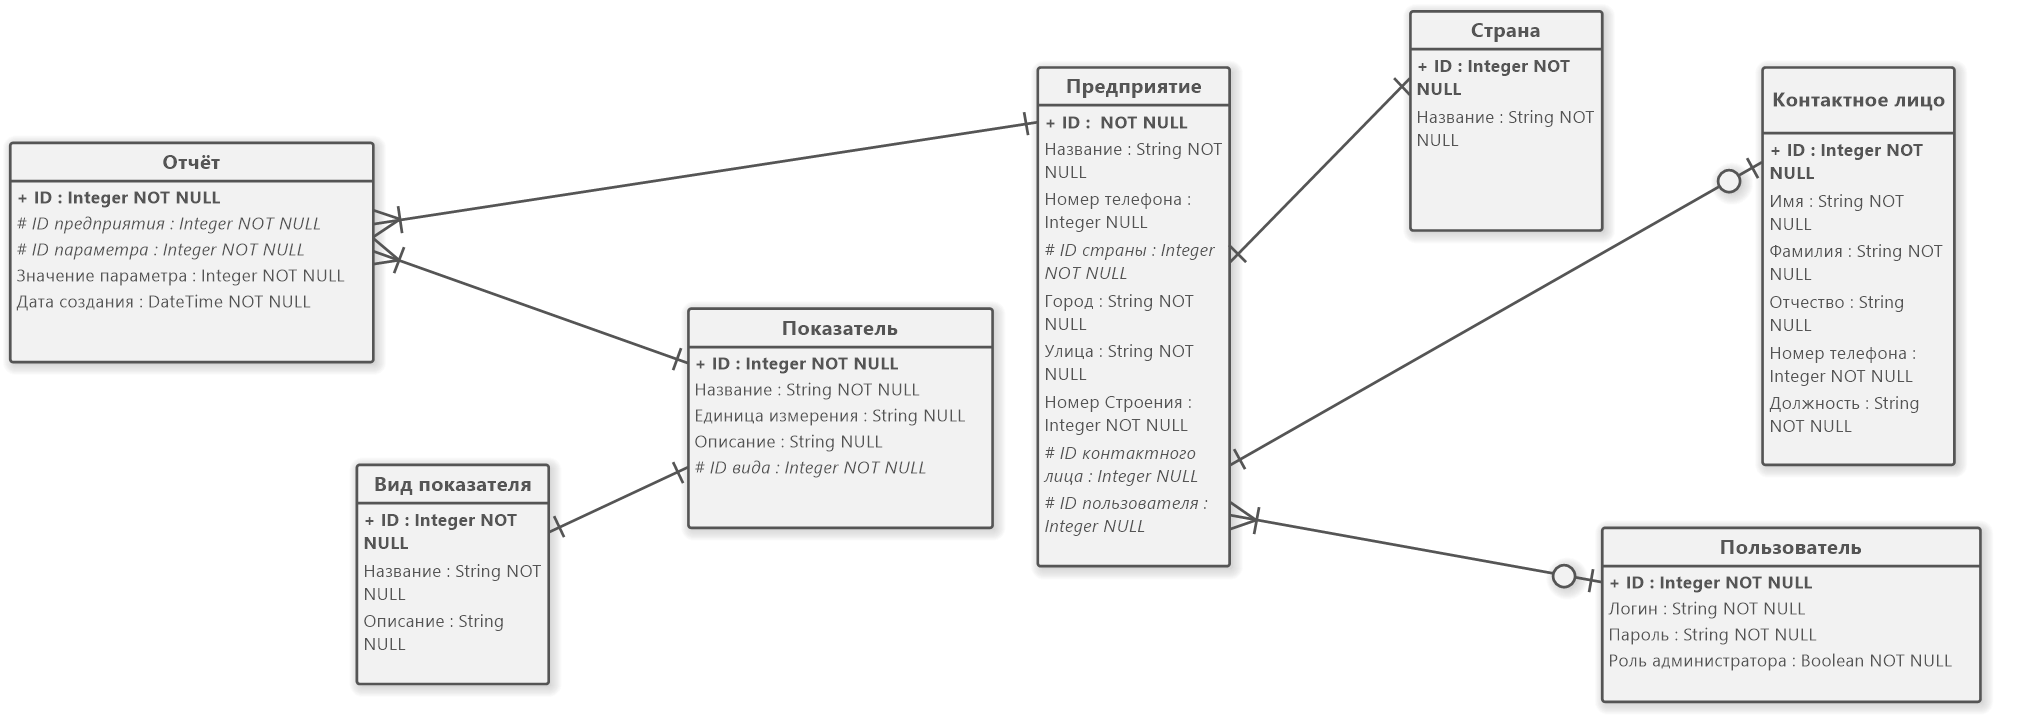 Отчёт
+ ID : Integer NOT NULL
# ID предприятия : Integer NOT NULL
# ID параметра : Integer NOT NULL
Значение параметра : Integer NOT NULL
Дата создания : DateTime NOT NULL
Показатель
+ ID : Integer NOT NULL
Название : String NOT NULL
Единица измерения : String NULL
Описание : String NULL
# ID вида : Integer NOT NULL
Вид показателя
+ ID : Integer NOT
NULL
Название : String NOT
NULL
Описание : String
NULL
Предприятие
+ ID :  NOT NULL
Название : String NOT
NULL
Номер телефона :
Integer NULL
# ID страны : Integer
NOT NULL
Город : String NOT
NULL
Улица : String NOT
NULL
Номер Строения :
Integer NOT NULL
# ID контактного
лица : Integer NULL
# ID пользователя :
Integer NULL
Страна
+ ID : Integer NOT
NULL
Название : String NOT
NULL
Контактное лицо
+ ID : Integer NOT
NULL
Имя : String NOT
NULL
Фамилия : String NOT
NULL
Отчество : String
NULL
Номер телефона :
Integer NOT NULL
Должность : String
NOT NULL
Пользователь
+ ID : Integer NOT NULL
Логин : String NOT NULL
Пароль : String NOT NULL
Роль администратора : Boolean NOT NULL